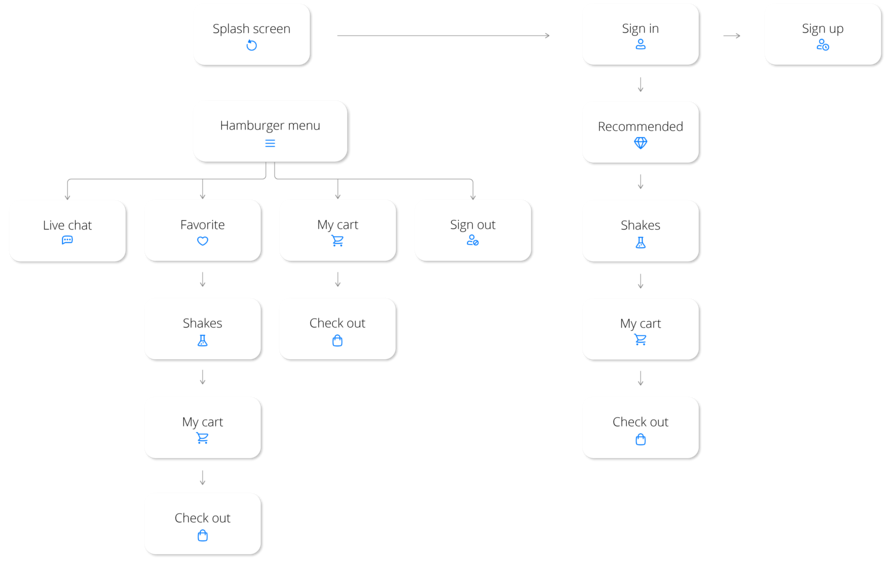 Splash screen
Sign in
Sign up
Hamburger menu
Recommended
Live chat
Favorite
My cart
Sign out
Shakes
Shakes
Check out
My cart
My cart
Check out
Check out